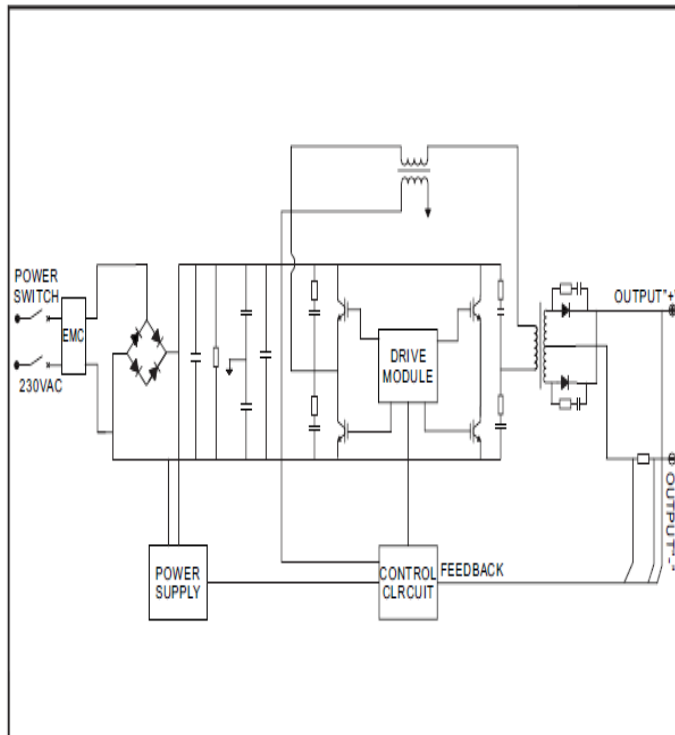 POWER
SWITCH
EMC
230VAC
DRIVE
MODULE
OUTPUT"+"
OUTPUT"-"
POWER
SUPPLY
CONTROL
CLRCUIT
FEEDBACK